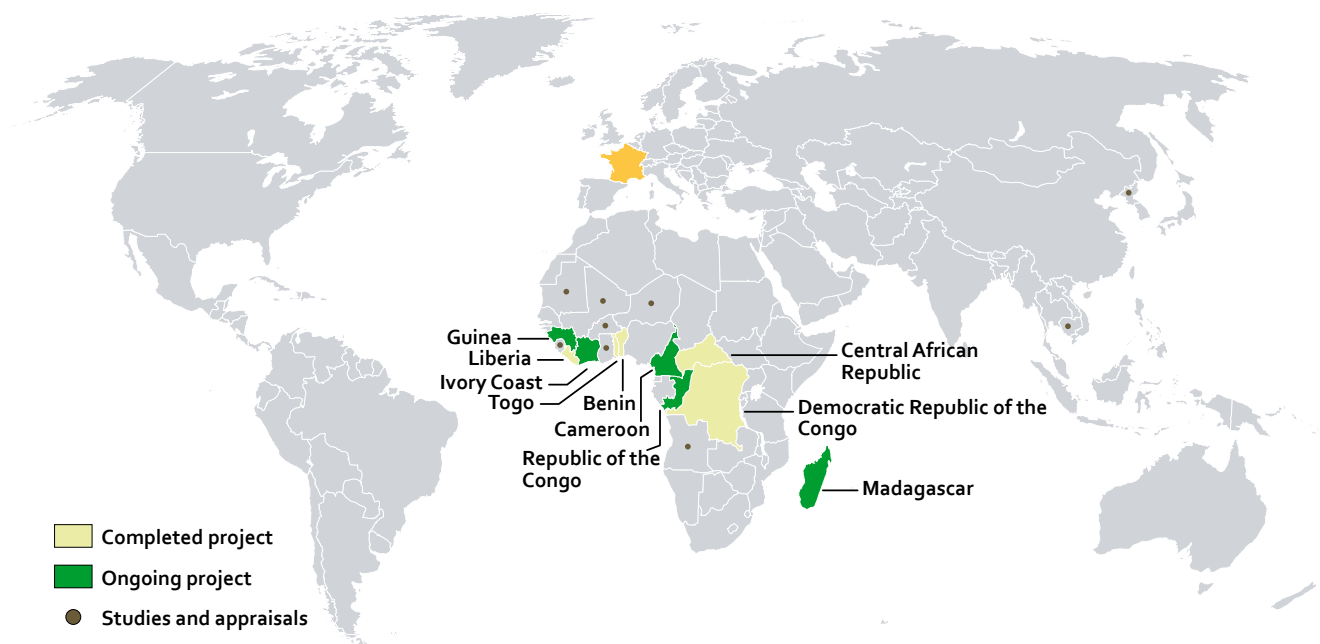 Guinea
Liberia
Ivory Coast
Togo
Benin
Cameroon
Republic of the
Congo
Central African
Republic
Democratic Republic of the
Congo
Madagascar
Completed project
Ongoing project
Studies and appraisals